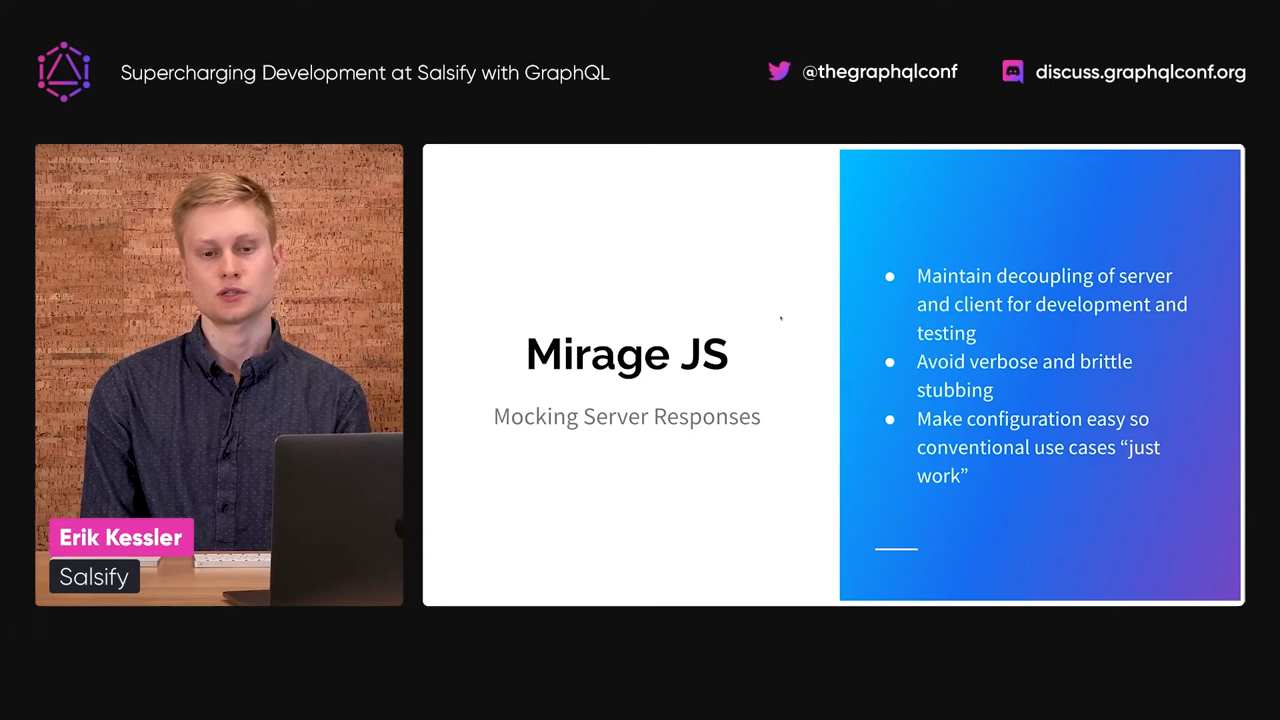 Supercharging Development at Salsify with GraphQL
@thegraphqlconf
discuss.graphqlconf.org
Erik Kessler
Salsify
Mirage JS
Mocking Server Responses
● Maintain decoupling of server
and client for development and
testing
● Avoid verbose and brittle
stubbing
● Make configuration easy so
conventional use cases “just
work”